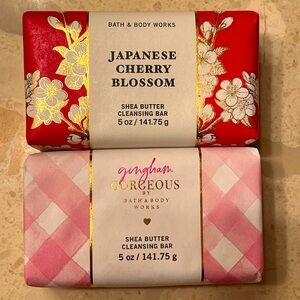 BATH & BODY WORKS
JAPANESE
CHERRY
BLOSSOM
SHEA BUTTER
CLEANSING BAR
5 oz / 141.75 g
gingham
GORGEOUS
BY
BATH & BODY
WORKS
SHEA BUTTER
CLEANSING BAR
5 oz / 141.75 g